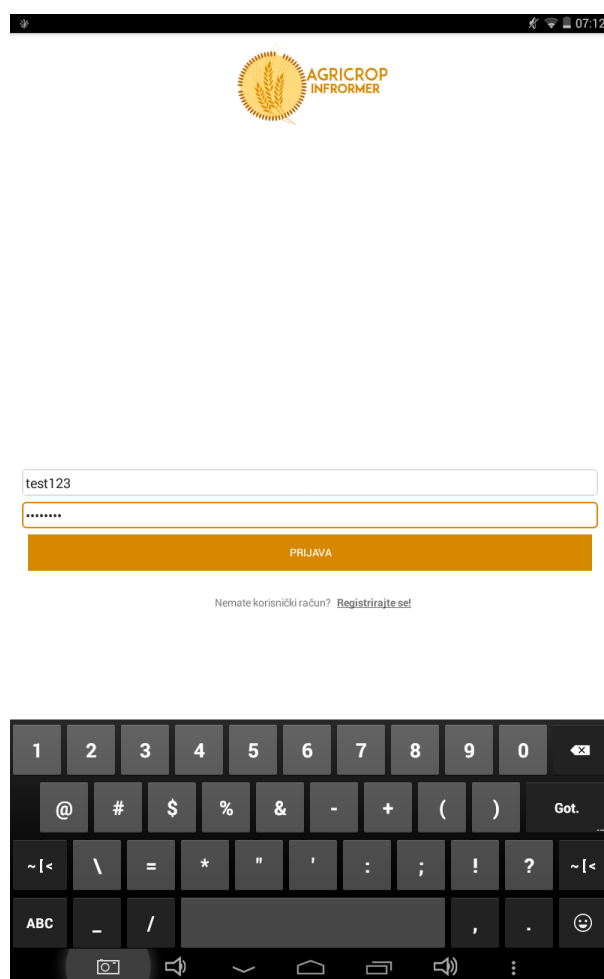 07:12
AGRICROP
INFRORMER
test123
••••••••
PRIJAVA
Nemate korisnički račun? Registrirajte se!
1 2 3 4 5 6 7 8 9 0
@ # $ % & - + ( ) Got.
~[< \ = * " ' : ; ! ? ~[<
ABC _ / , .